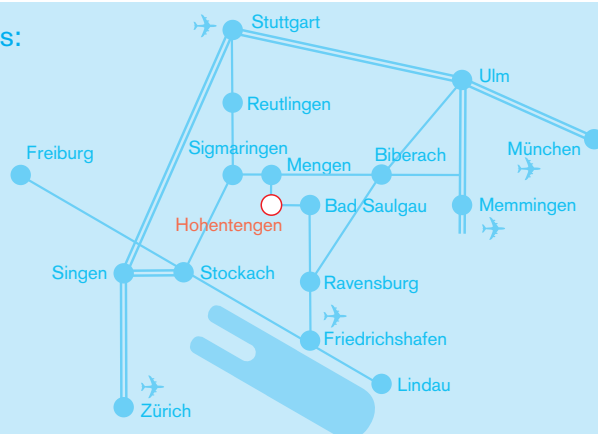 s:
Stuttgart
Ulm
Reutlingen
Sigmaringen
Mengen
Biberach
München
Freiburg
Bad Saulgau
Memmingen
Hohentengen
Singen
Stockach
Ravensburg
Friedrichshafen
Lindau
Zürich